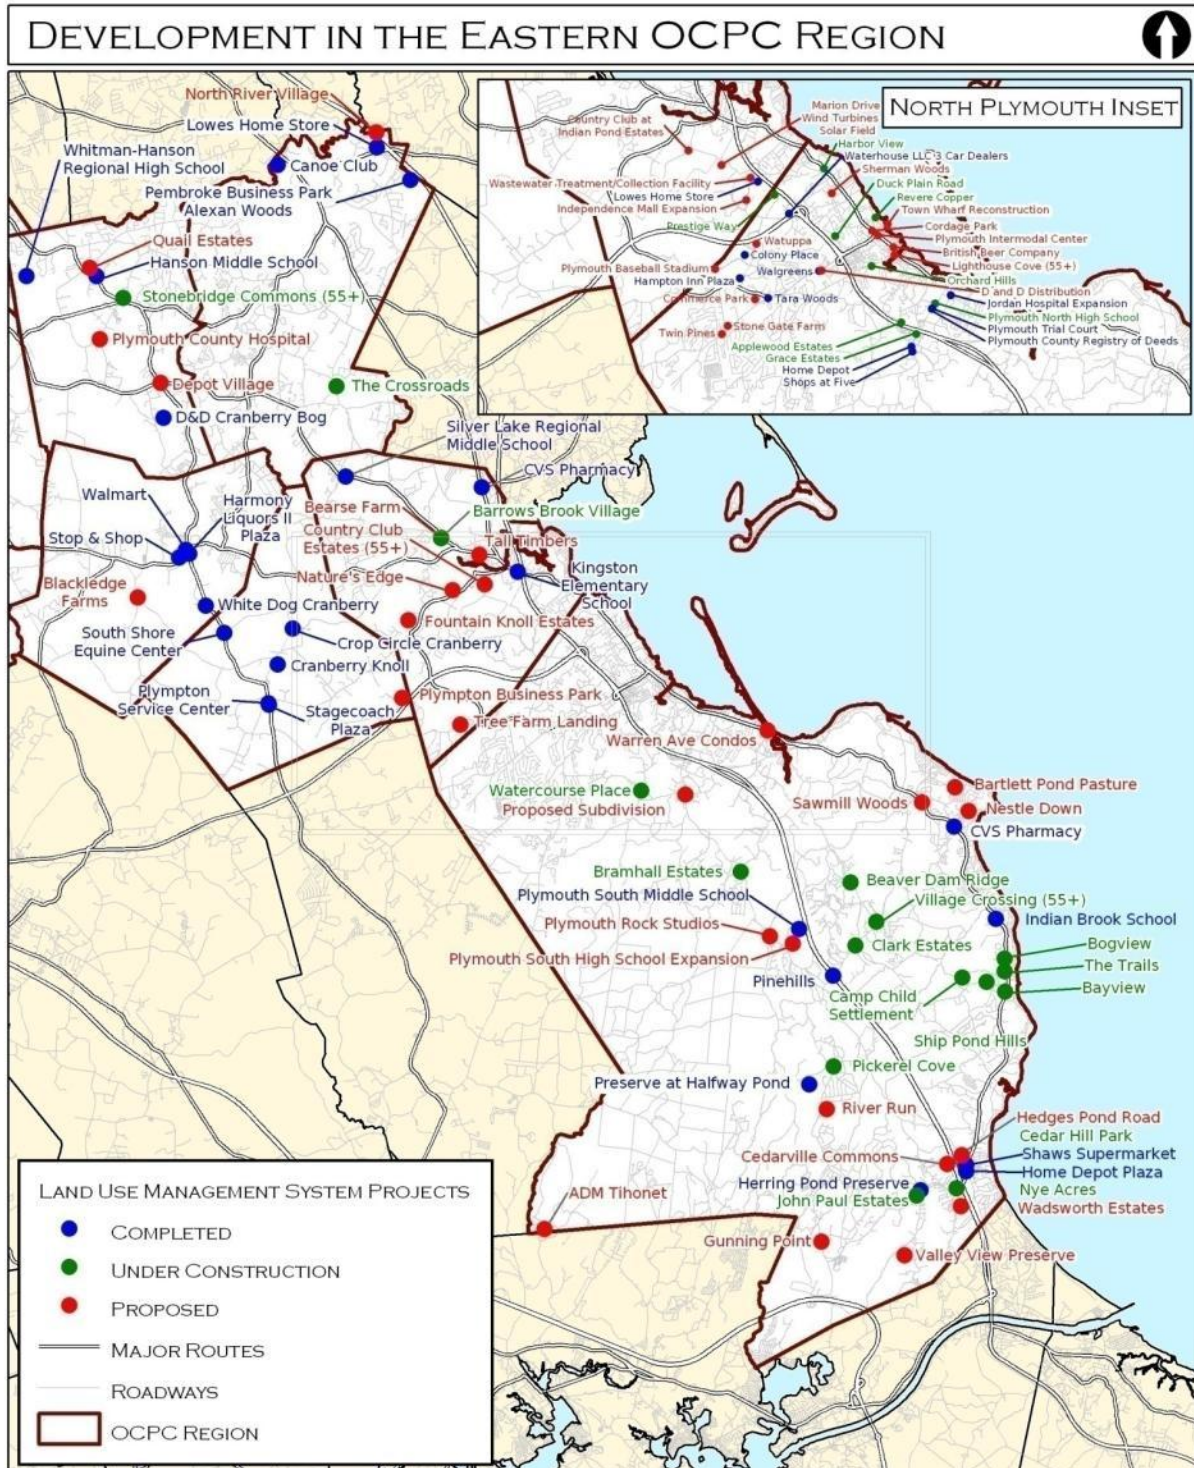 DEVELOPMENT IN THE EASTERN OCPC REGION
NORTH PLYMOUTH INSET
Country Club at
Indian Pond Estates
Marion Drive
Wind Turbines
Solar Field
Harbor View
Waterhouse LLC 3 Car Dealers
Sherman Woods
Wastewater Treatment/Collection Facility
Duck Plain Road
Lowes Home Store
Revere Copper
Independence Mall Expansion
Town Wharf Reconstruction
Prestige Way
Cordage Park
Watuppa
Plymouth Intermodal Center
Colony Place
British Beer Company
Plymouth Baseball Stadium
Walgreens
Lighthouse Cove (55+)
Hampton Inn Plaza
Orchard Hills
Commerce Park
Tara Woods
D and D Distribution
Jordan Hospital Expansion
Stone Gate Farm
Plymouth North High School
Twin Pines
Plymouth Trial Court
Applewood Estates
Plymouth County Registry of Deeds
Grace Estates
Home Depot
Shops at Five
North River Village
Lowes Home Store
Whitman-Hanson
Regional High School
Canoe Club
Pembroke Business Park
Alexan Woods
Quail Estates
Hanson Middle School
Stonebridge Commons (55+)
Plymouth County Hospital
Depot Village
The Crossroads
D&D Cranberry Bog
Silver Lake Regional
Middle School
CVS Pharmacy
Walmart
Harmony
Liquors II
Plaza
Bearse Farm
Barrows Brook Village
Stop & Shop
Country Club
Estates (55+)
Tall Timbers
Blackledge
Farms
Nature's Edge
Kingston
Elementary
School
White Dog Cranberry
Fountain Knoll Estates
South Shore
Equine Center
Crop Circle Cranberry
Cranberry Knoll
Plympton
Service Center
Stagecoach
Plaza
Plympton Business Park
Tree Farm Landing
Warren Ave Condos
Watercourse Place
Proposed Subdivision
Bartlett Pond Pasture
Sawmill Woods
Nestle Down
CVS Pharmacy
Bramhall Estates
Beaver Dam Ridge
Plymouth South Middle School
Village Crossing (55+)
Plymouth Rock Studios
Indian Brook School
Clark Estates
Plymouth South High School Expansion
Bogview
The Trails
Pinehills
Bayview
Camp Child
Settlement
Ship Pond Hills
Pickerel Cove
Preserve at Halfway Pond
River Run
Hedges Pond Road
Cedar Hill Park
Cedarville Commons
Shaws Supermarket
Home Depot Plaza
Herring Pond Preserve
Nye Acres
John Paul Estates
Wadsworth Estates
ADM Tihonet
Gunning Point
Valley View Preserve
LAND USE MANAGEMENT SYSTEM PROJECTS
COMPLETED
UNDER CONSTRUCTION
PROPOSED
MAJOR ROUTES
ROADWAYS
OCPC REGION